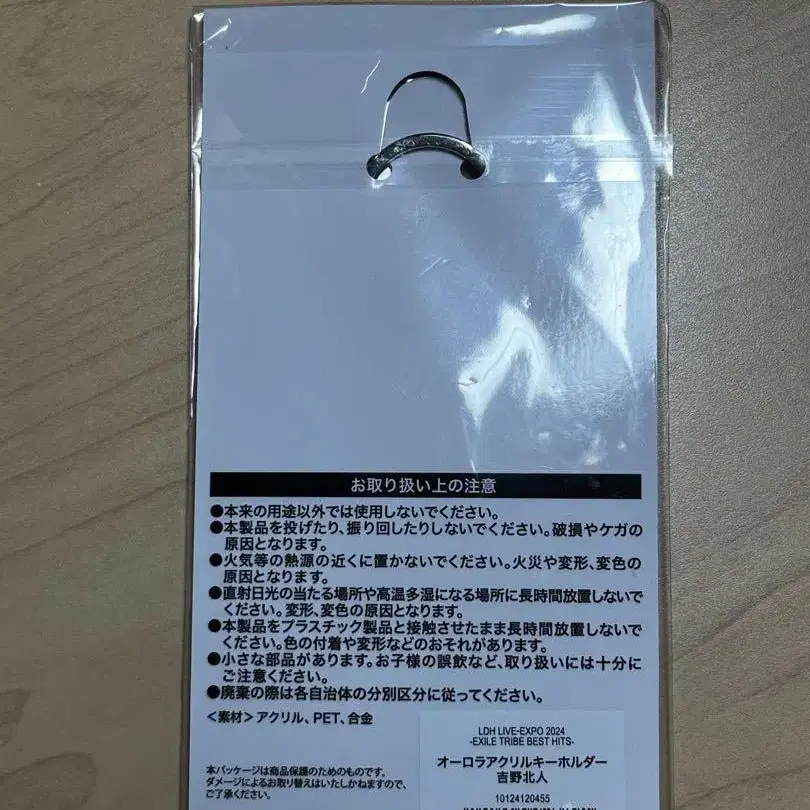 お取り扱い上の注意
●本来の用途以外では使用しないでください。
●本製品を投げたり、振り回したりしないでください。破損やケガの
原因となります。
●火気等の熱源の近くに置かないでください。火災や変形、変色の
原因となります。
●直射日光の当たる場所や高温多湿になる場所に長時間放置しないで
ください。変形、変色の原因となります。
●本製品をプラスチック製品と接触させたまま長時間放置しないで
ください。色の付着や変形などのおそれがあります。
●小さな部品があります。お子様の誤飲など、取り扱いには十分に
ご注意ください。
●廃棄の際は各自治体の分別区分に従ってください。
＜素材＞アクリル、PET、合金
本パッケージは商品保護のためのものです。
ダメージによるお取り替えはいたしかねますので、
ご了承ください。
LDH LIVE-EXPO 2024
-EXILE TRIBE BEST HITS-
オーロラアクリルキーホルダー
吉野北人
10124120455